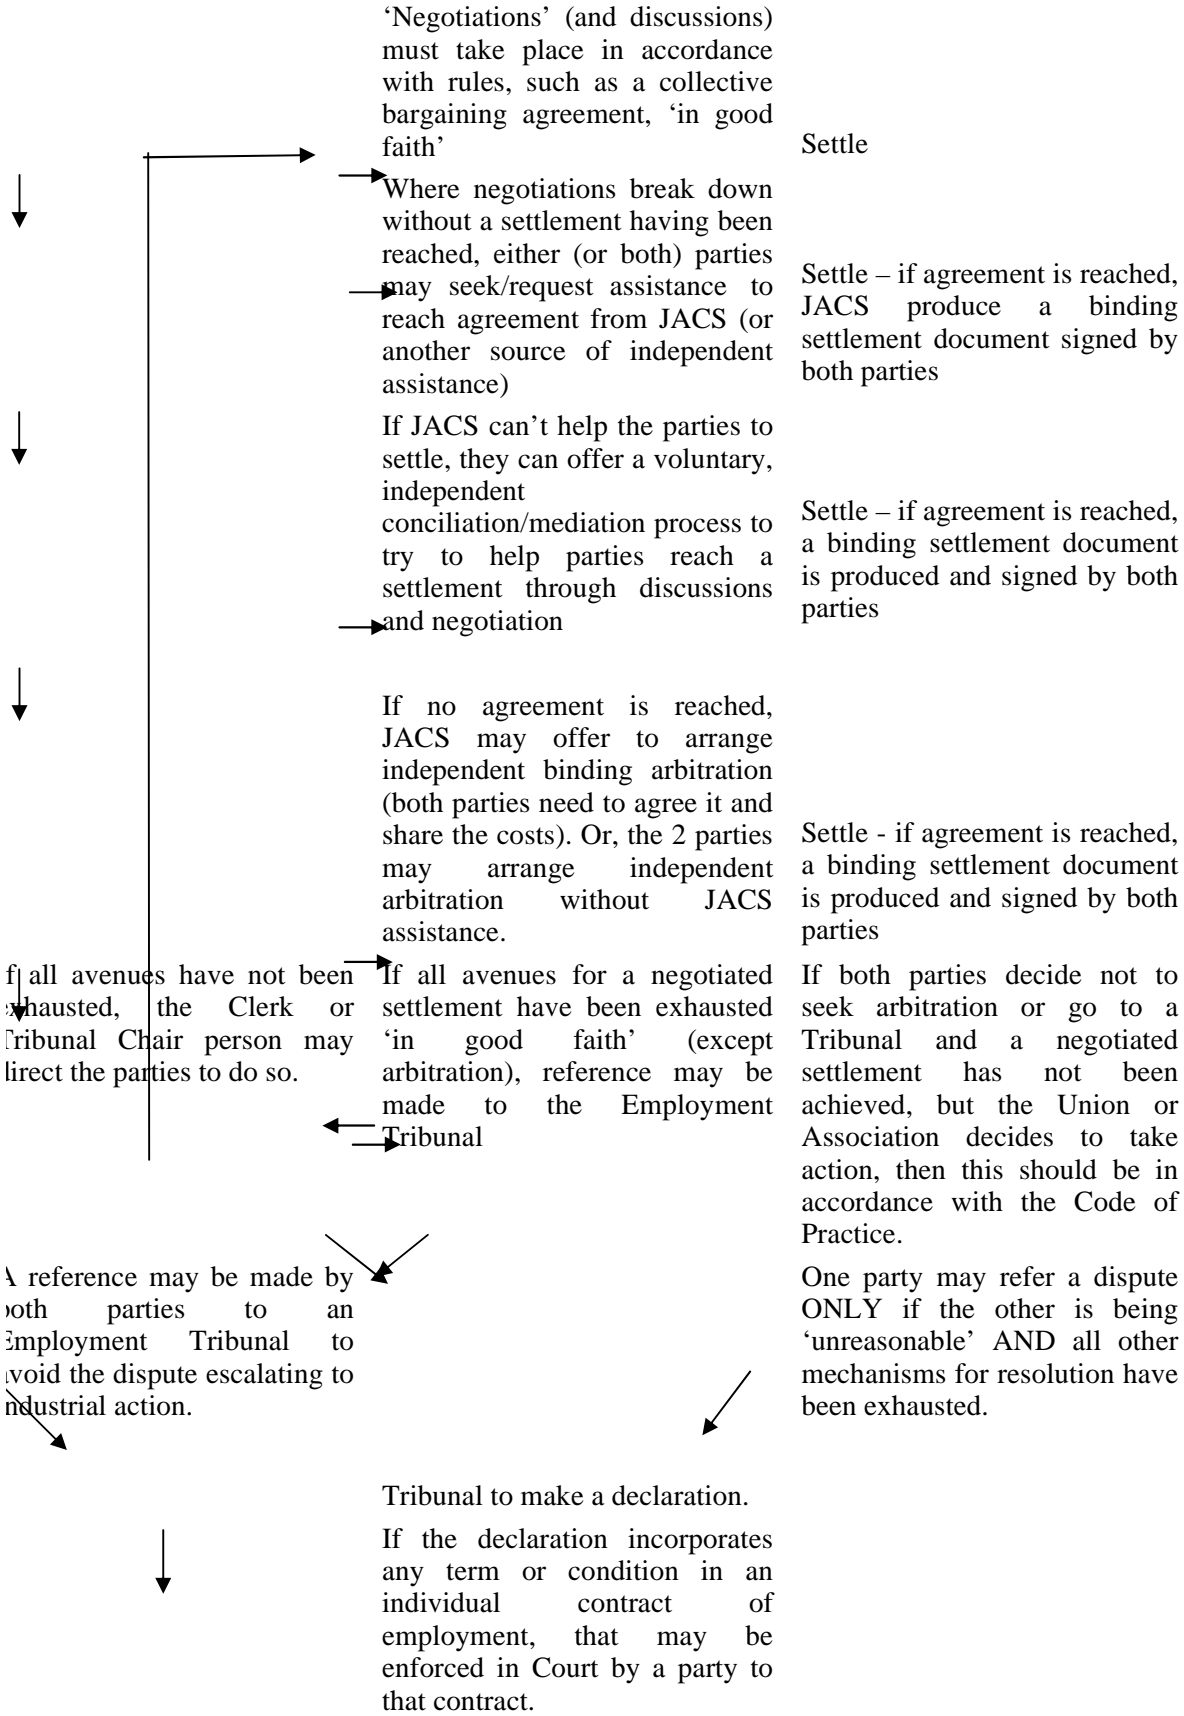 ‘Negotiations’ (and discussions)
must take place in accordance
with rules, such as a collective
bargaining agreement, ‘in good
faith’
Settle
Where negotiations break down
without a settlement having been
reached, either (or both) parties
may seek/request assistance to
reach agreement from JACS (or
another source of independent
assistance)
Settle – if agreement is reached,
JACS produce a binding
settlement document signed by
both parties
If JACS can’t help the parties to
settle, they can offer a voluntary,
independent
conciliation/mediation process to
try to help parties reach a
settlement through discussions
and negotiation
Settle – if agreement is reached,
a binding settlement document
is produced and signed by both
parties
If no agreement is reached,
JACS may offer to arrange
independent binding arbitration
(both parties need to agree it and
share the costs). Or, the 2 parties
may arrange independent
arbitration without JACS
assistance.
Settle - if agreement is reached,
a binding settlement document
is produced and signed by both
parties
If all avenues have not been
exhausted, the Clerk or
Tribunal Chair person may
direct the parties to do so.
If all avenues for a negotiated
settlement have been exhausted
‘in good faith’ (except
arbitration), reference may be
made to the Employment
Tribunal
If both parties decide not to
seek arbitration or go to a
Tribunal and a negotiated
settlement has not been
achieved, but the Union or
Association decides to take
action, then this should be in
accordance with the Code of
Practice.
A reference may be made by
both parties to an
Employment Tribunal to
avoid the dispute escalating to
industrial action.
One party may refer a dispute
ONLY if the other is being
‘unreasonable’ AND all other
mechanisms for resolution have
been exhausted.
Tribunal to make a declaration.
If the declaration incorporates
any term or condition in an
individual contract of
employment, that may be
enforced in Court by a party to
that contract.